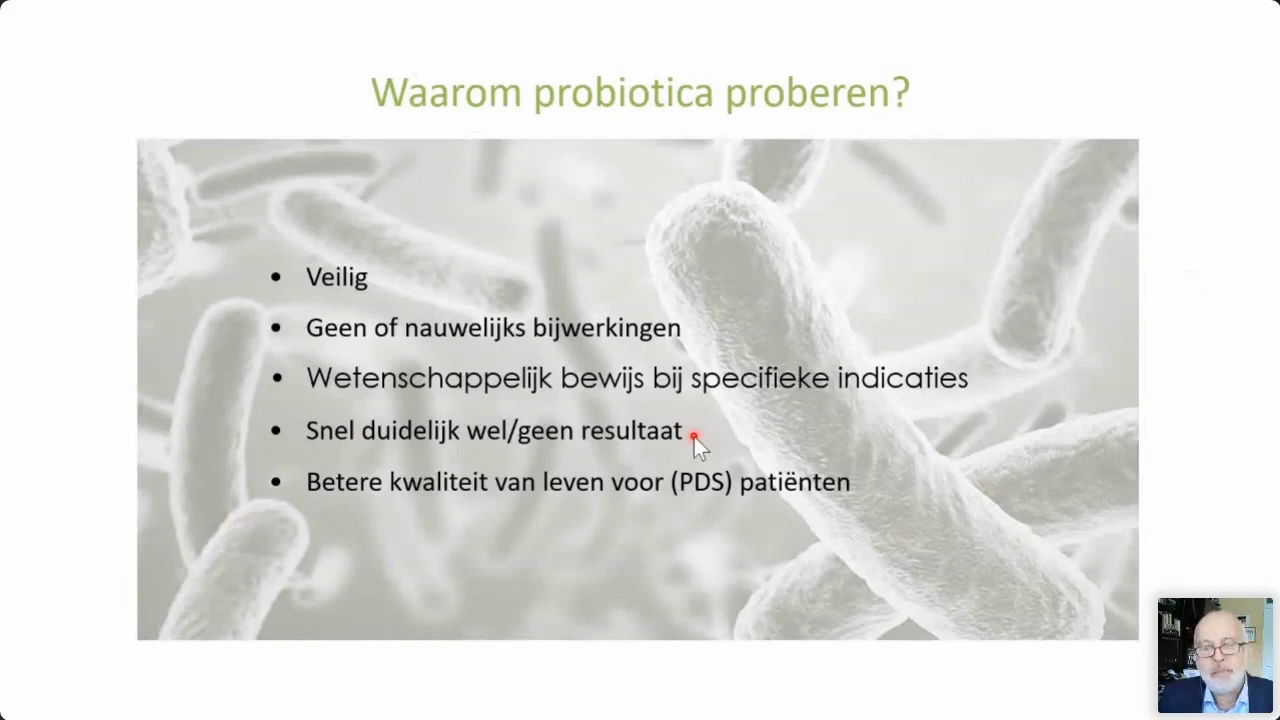 Waarom probiotica proberen?
• Veilig
• Geen of nauwelijks bijwerkingen
• Wetenschappelijk bewijs bij specifieke indicaties
• Snel duidelijk wel/geen resultaat
• Betere kwaliteit van leven voor (PDS) patiënten